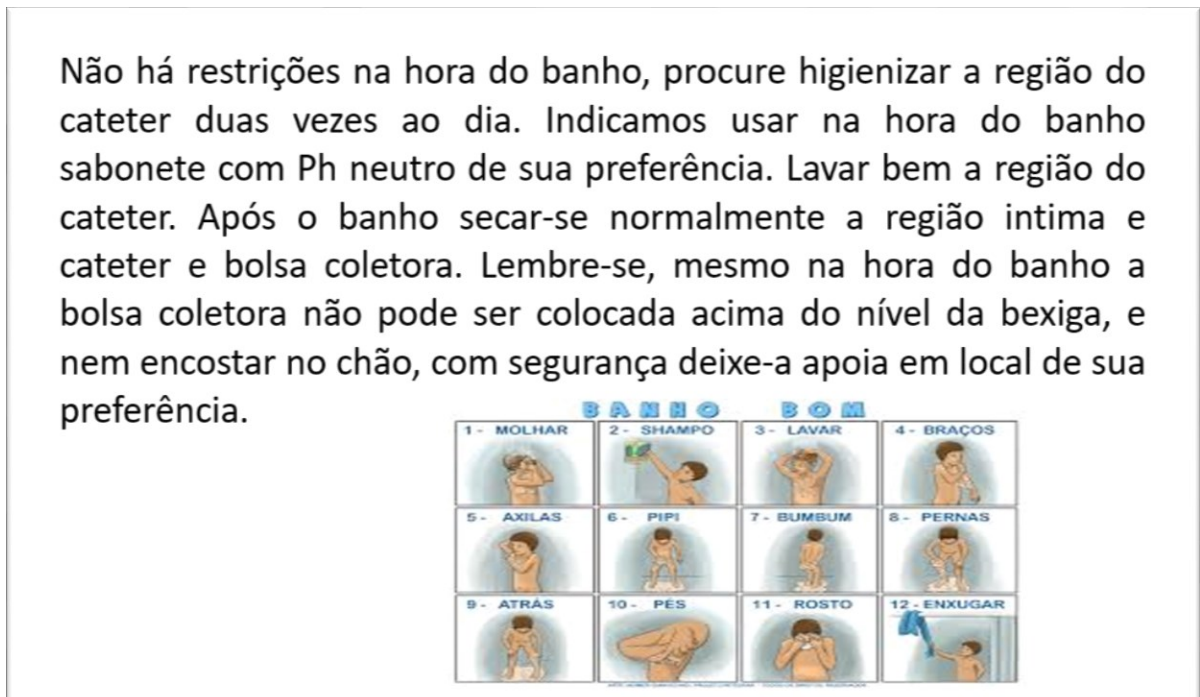 Não há restrições na hora do banho, procure higienizar a região do
cateter duas vezes ao dia. Indicamos usar na hora do banho
sabonete com Ph neutro de sua preferência. Lavar bem a região do
cateter. Após o banho secar-se normalmente a região intima e
cateter e bolsa coletora. Lembre-se, mesmo na hora do banho a
bolsa coletora não pode ser colocada acima do nível da bexiga, e
nem encostar no chão, com segurança deixe-a apoia em local de sua
preferência.
BANHO BOM
1 - MOLHAR
2 - SHAMPO
3 - LAVAR
4 - BRAÇOS
5 - AXILAS
6 - PIPI
7 - BUMBUM
8 - PERNAS
9 - ATRÁS
10 - PÉS
11 - ROSTO
12 - ENXUGAR